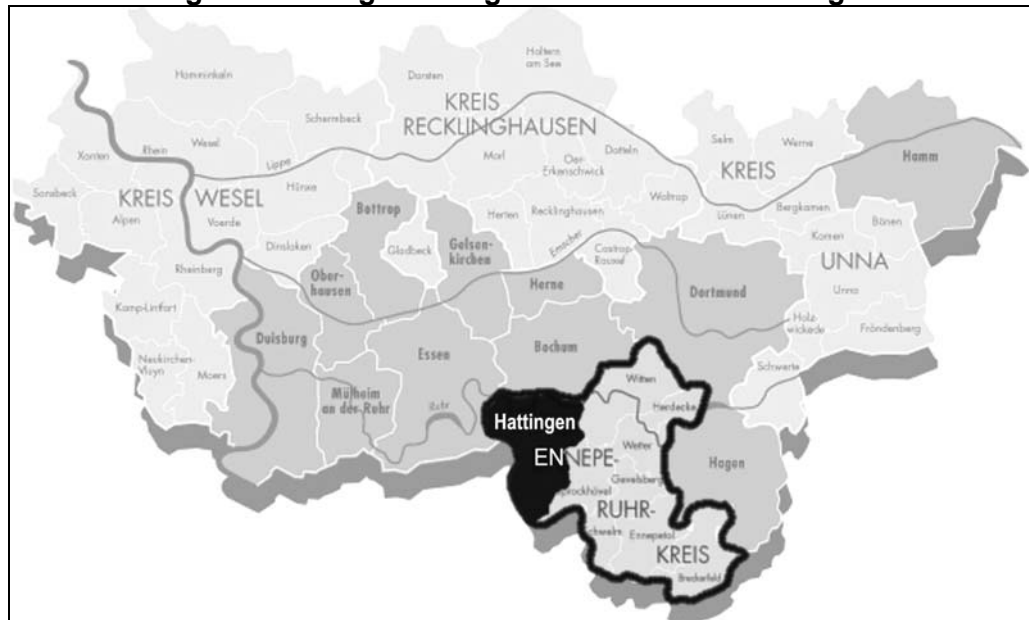 Haltern
am See
Dorsten
Hamminkeln
KREIS
RECKLINGHAUSEN
Schermbeck
Selm
Werne
Wesel
Rhein
Lippe
Marl
Datteln
Oer-
Erkenschwick
KREIS
Hamm
Xanten
Sonsbeck
KREIS WESEL
Hünxe
Bottrop
Waltrop
Lünen
Bergkamen
Bönen
Alpen
Voerde
Herten
Recklinghausen
Kamen
Dinslaken
Gladbeck
Gelsen-
kirchen
Emscher
Castrop-
Rauxel
UNNA
Rheinberg
Ober-
hausen
Herne
Dortmund
Unna
Kamp-Lintfort
Holz-
wickede
Fröndenberg
Duisburg
Essen
Bochum
Neukirchen-
Vluyn
Moers
Schwerte
Mülheim
an der Ruhr
Ruhr
Witten
Herdecke
Hattingen
Wetter
Hagen
ENNEPE-
Gevelsberg
Sprockhövel
RUHR-
Schwelm
Ennepetal
KREIS
Breckerfeld